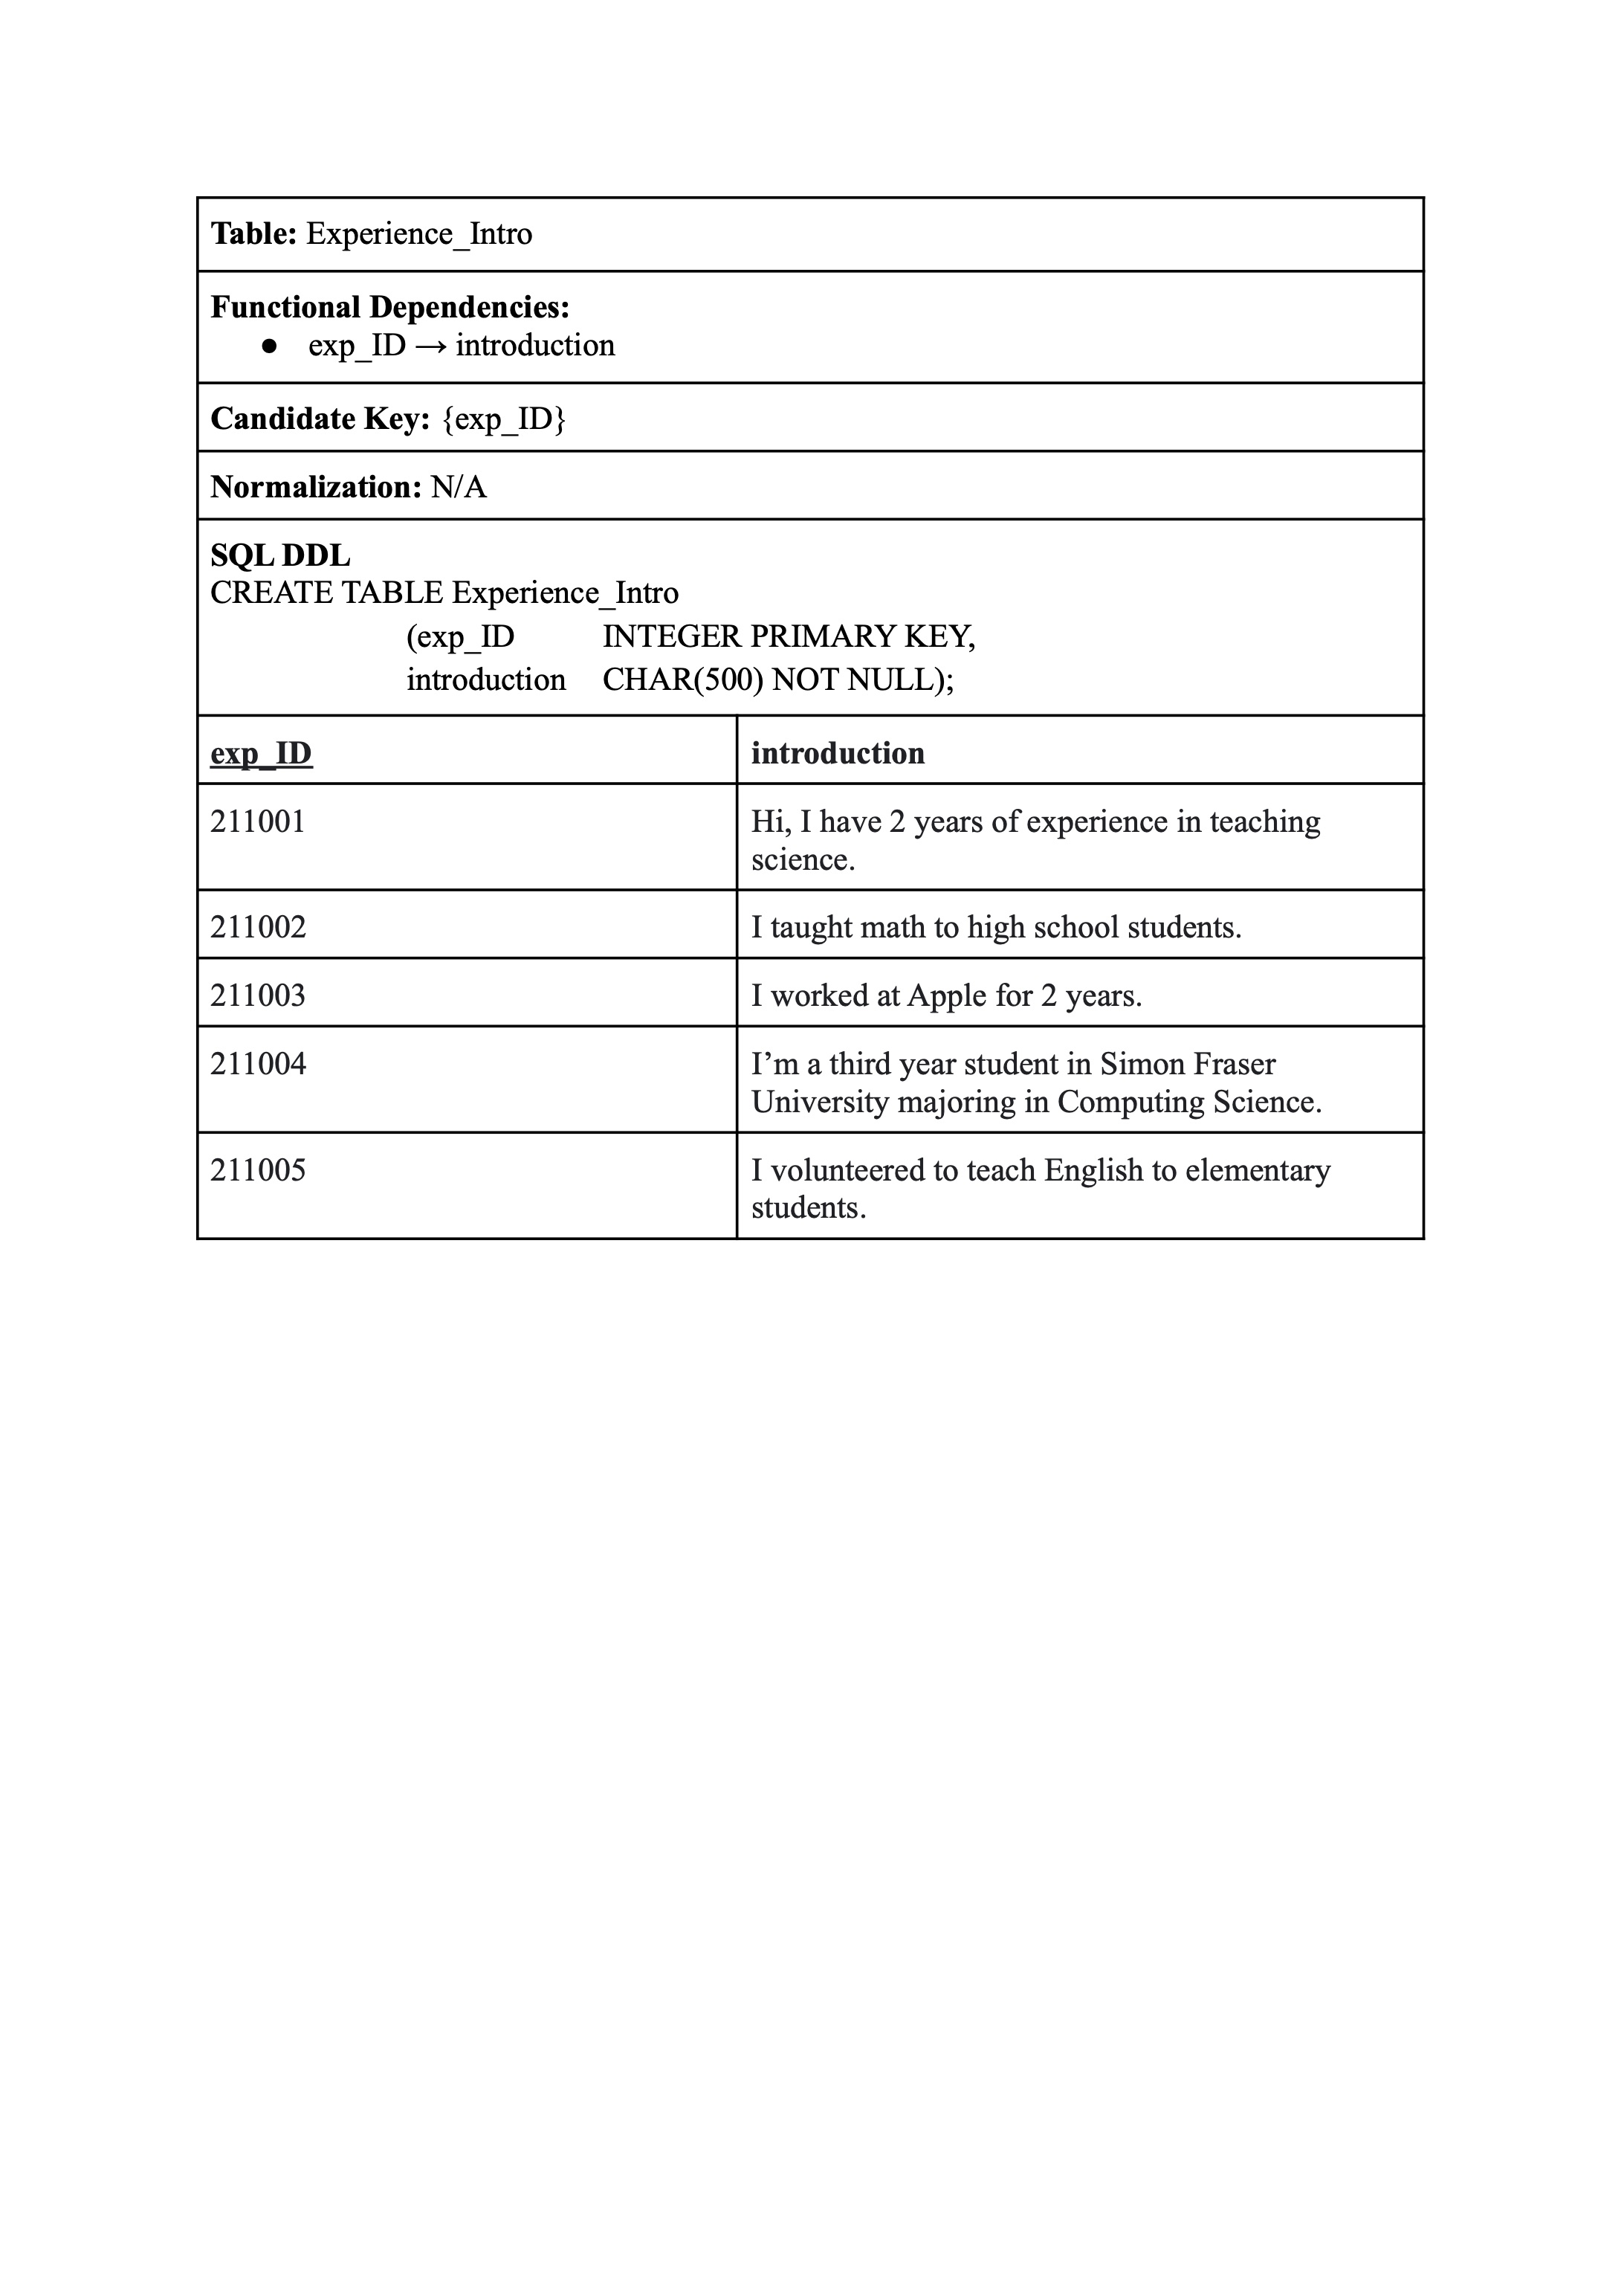 Table: Experience_Intro
Functional Dependencies:
● exp_ID → introduction
Candidate Key: {exp_ID}
Normalization: N/A
SQL DDL
CREATE TABLE Experience_Intro
(exp_ID INTEGER PRIMARY KEY,
introduction CHAR(500) NOT NULL);
exp_ID introduction
211001 Hi, I have 2 years of experience in teaching
science.
211002 I taught math to high school students.
211003 I worked at Apple for 2 years.
211004 I’m a third year student in Simon Fraser
University majoring in Computing Science.
211005 I volunteered to teach English to elementary
students.